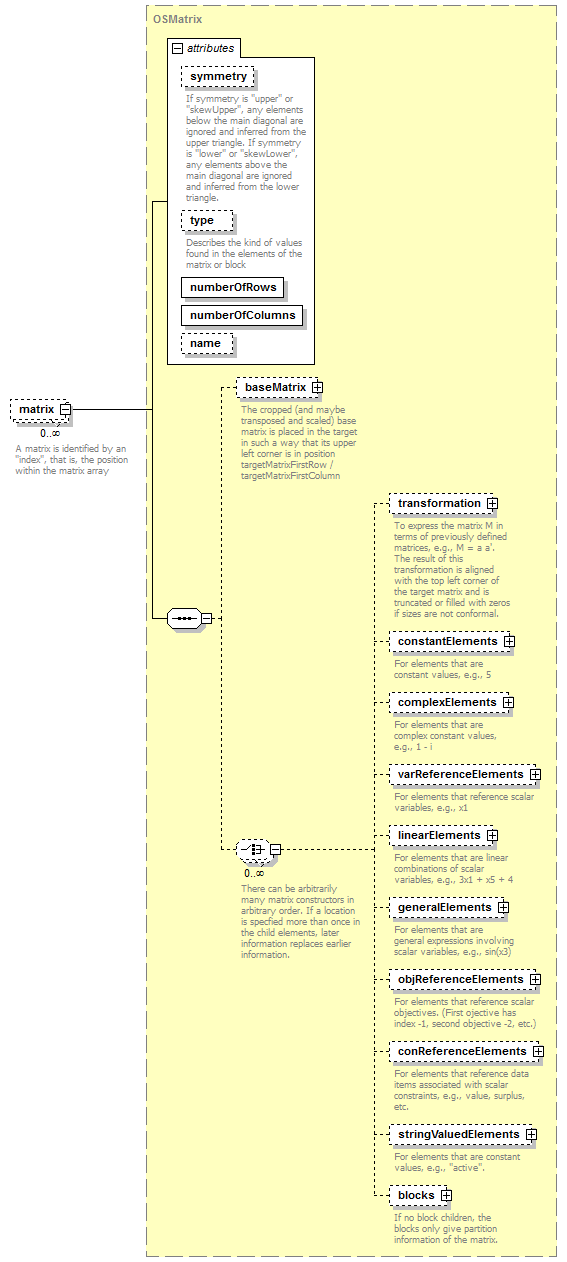 OSMatrix
attributes
symmetry
If symmetry is "upper" or
"skewUpper", any elements
below the main diagonal are
ignored and inferred from the
upper triangle. If symmetry
is "lower" or "skewLower",
any elements above the
main diagonal are ignored
and inferred from the lower
triangle.
type
Describes the kind of values
found in the elements of the
matrix or block
numberOfRows
numberOfColumns
name
matrix
0..∞
A matrix is identified by an
"index", that is, the position
within the matrix array
baseMatrix
The cropped (and maybe
transposed and scaled) base
matrix is placed in the target
in such a way that its upper
left corner is in position
targetMatrixFirstRow /
targetMatrixFirstColumn
transformation
To express the matrix M in
terms of previously defined
matrices, e.g., M = a a'.
The result of this
transformation is aligned
with the top left corner of
the target matrix and is
truncated or filled with zeros
if sizes are not conformal.
constantElements
For elements that are
constant values, e.g., 5
complexElements
For elements that are
complex constant values,
e.g., 1 - i
varReferenceElements
For elements that reference scalar
variables, e.g., x1
0..∞
There can be arbitrarily
many matrix constructors in
arbitrary order. If a location
is specfied more than once in
the child elements, later
information replaces earlier
information.
linearElements
For elements that are linear
combinations of scalar
variables, e.g., 3x1 + x5 + 4
generalElements
For elements that are
general expressions involving
scalar variables, e.g., sin(x3)
objReferenceElements
For elements that reference scalar
objectives. (First ojective has
index -1, second objective -2, etc.)
conReferenceElements
For elements that reference data
items associated with scalar
constraints, e.g., value, surplus,
etc.
stringValuedElements
For elements that are constant
values, e.g., "active".
blocks
If no block children, the
blocks only give partition
information of the matrix.